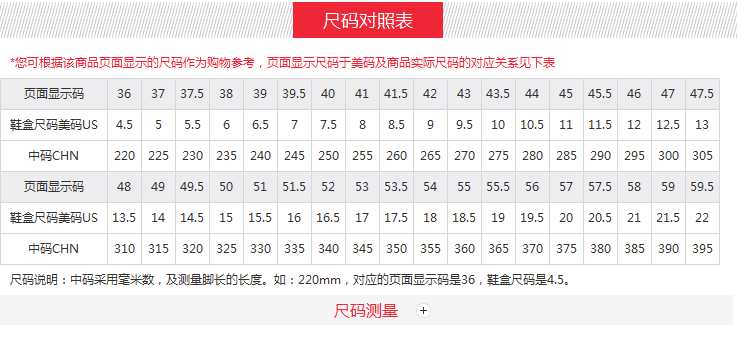 尺码对照表
*您可根据该商品页面显示的尺码作为购物参考，页面显示尺码于美码及商品实际尺码的对应关系见下表
页面显示码 36 37 37.5 38 39 39.5 40 41 41.5 42 43 43.5 44 45 45.5 46 47 47.5
鞋盒尺码美码US 4.5 5 5.5 6 6.5 7 7.5 8 8.5 9 9.5 10 10.5 11 11.5 12 12.5 13
中码CHN 220 225 230 235 240 245 250 255 260 265 270 275 280 285 290 295 300 305
页面显示码 48 49 49.5 50 51 51.5 52 53 53.5 54 55 55.5 56 57 57.5 58 59 59.5
鞋盒尺码美码US 13.5 14 14.5 15 15.5 16 16.5 17 17.5 18 18.5 19 19.5 20 20.5 21 21.5 22
中码CHN 310 315 320 325 330 335 340 345 350 355 360 365 370 375 380 385 390 395
尺码说明：中码采用毫米数，及测量脚长的长度。如：220mm，对应的页面显示码是36，鞋盒尺码是4.5。
尺码测量 +